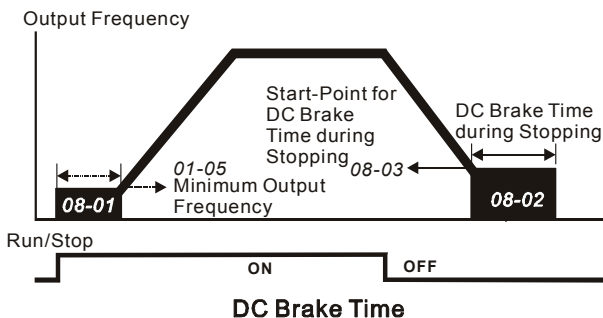 Output Frequency
Start-Point for
DC Brake
Time during
Stopping
DC Brake Time
during Stopping
01-05
08-03
Minimum Output
Frequency
08-01
08-02
Run/Stop
ON
OFF
DC Brake Time